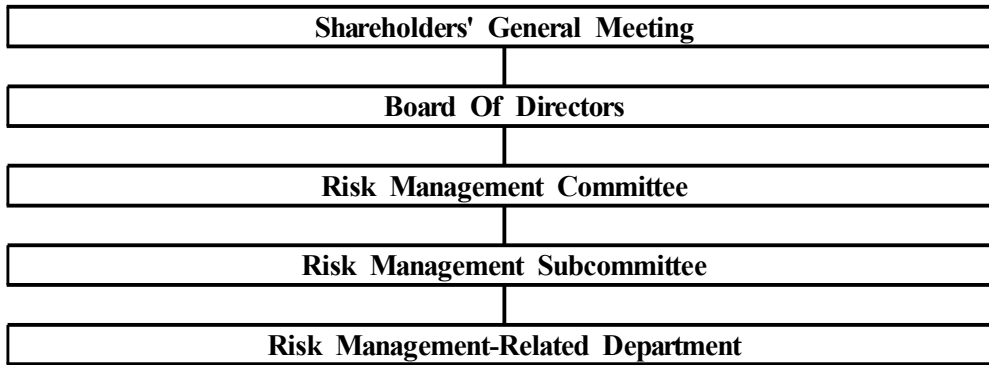 Shareholders' General Meeting
Board Of Directors
Risk Management Committee
Risk Management Subcommittee
Risk Management-Related Department